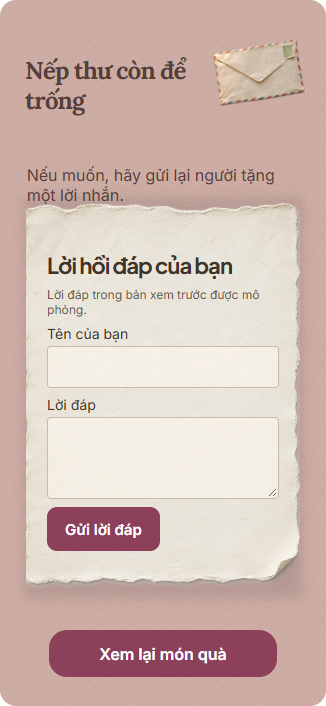 Nếp thư còn để
trống
Nếu muốn, hãy gửi lại người tặng
một lời nhắn.
Lời hồi đáp của bạn
Lời đáp trong bản xem trước được mô
phỏng.
Tên của bạn
Lời đáp
Gửi lời đáp
Xem lại món quà